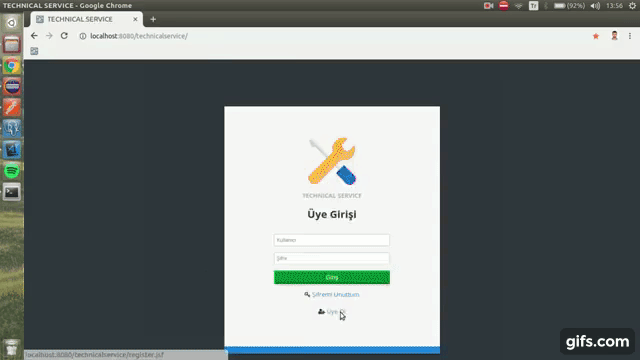 TECHNICAL SERVICE - Google Chrome
Tr
(92%)
13:56
TECHNICAL SERVICE
localhost:8080/technicalservice/
TECHNICAL SERVICE
Üye Girişi
Kullanıcı
Şifre
Giriş
Şifremi Unuttum
Üye Ol
localhost:8080/technicalservice/register.jsf
gifs.com